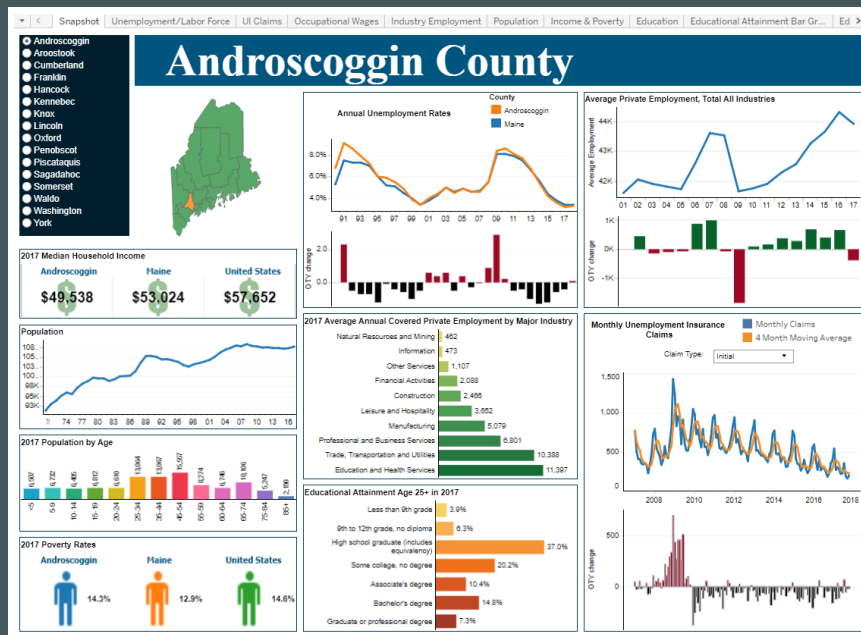 Snapshot Unemployment/Labor Force UI Claims Occupational Wages Industry Employment Population Income & Poverty Education Educational Attainment Bar Gr... Ed
Androscoggin
Aroostook
Cumberland
Franklin
Hancock
Kennebec
Knox
Lincoln
Oxford
Penobscot
Piscataquis
Sagadahoc
Somerset
Waldo
Washington
York
Androscoggin County
Annual Unemployment Rates
County
Androscoggin
Maine
8.0%
6.0%
4.0%
91 93 95 97 99 01 03 05 07 09 11 13 15 17
OTY change
2.0
0.0
Average Private Employment, Total All Industries
Average Employment
44K
43K
42K
01 02 03 04 05 06 07 08 09 10 11 12 13 14 15 16 17
OTY change
1K
0K
-1K
2017 Median Household Income
Androscoggin Maine United States
$49,538 $53,024 $57,652
Population
108...
105...
103...
100...
98K
95K
93K
74 77 80 83 86 89 92 95 98 01 04 07 10 13 16
2017 Population by Age
6,507 6,732 6,405 6,812 6,610 13,064 13,067 15,557 8,274 6,746 10,106 5,247 2,190
<5 5-9 10-14 15-19 20-24 25-34 35-44 45-54 55-59 60-64 65-74 75-84 85+
2017 Poverty Rates
Androscoggin Maine United States
14.3% 12.9% 14.6%
2017 Average Annual Covered Private Employment by Major Industry
Natural Resources and Mining 462
Information 473
Other Services 1,107
Financial Activities 2,088
Construction 2,466
Leisure and Hospitality 3,652
Manufacturing 5,079
Professional and Business Services 6,801
Trade, Transportation and Utilities 10,388
Education and Health Services 11,397
Educational Attainment Age 25+ in 2017
Less than 9th grade 3.9%
9th to 12th grade, no diploma 6.3%
High school graduate (includes
equivalency) 37.0%
Some college, no degree 20.2%
Associate's degree 10.4%
Bachelor's degree 14.8%
Graduate or professional degree 7.3%
Monthly Unemployment Insurance
Claims
Monthly Claims
4 Month Moving Average
Claim Type: Initial
1,500
1,000
500
0
2008 2010 2012 2014 2016 2018
OTY change
500
0